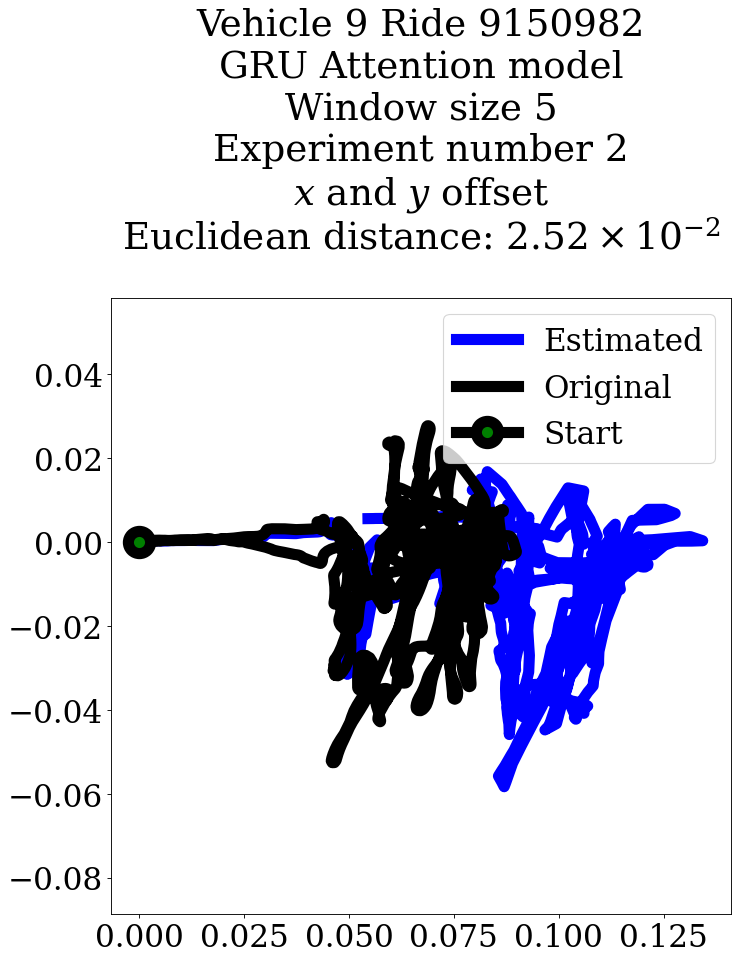 Vehicle 9 Ride 9150982
GRU Attention model
Window size 5
Experiment number 2
x and y offset
Euclidean distance: 2.52 × 10⁻²
Estimated
Original
Start
0.04
0.02
0.00
−0.02
−0.04
−0.06
−0.08
0.000 0.025 0.050 0.075 0.100 0.125